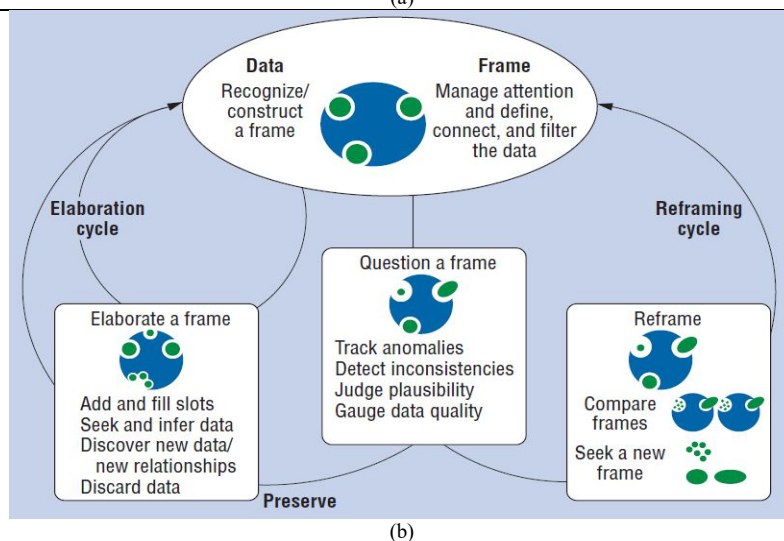 (a)
Data
Recognize/
construct
a frame
Frame
Manage attention
and define,
connect, and filter
the data
Elaboration
cycle
Reframing
cycle
Elaborate a frame
Add and fill slots
Seek and infer data
Discover new data/
new relationships
Discard data
Question a frame
Track anomalies
Detect inconsistencies
Judge plausibility
Gauge data quality
Reframe
Compare
frames
Seek a new
frame
Preserve
(b)